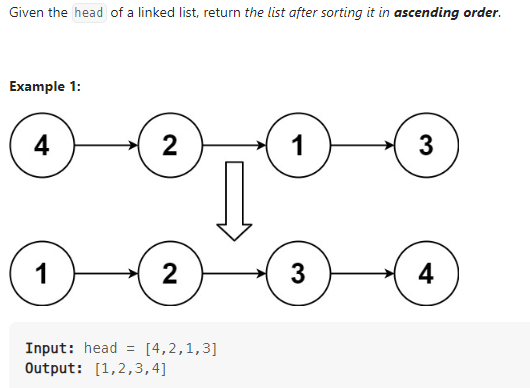 Given the head of a linked list, return the list after sorting it in ascending order.
Example 1:
4 2 1 3
1 2 3 4
Input: head = [4,2,1,3]
Output: [1,2,3,4]